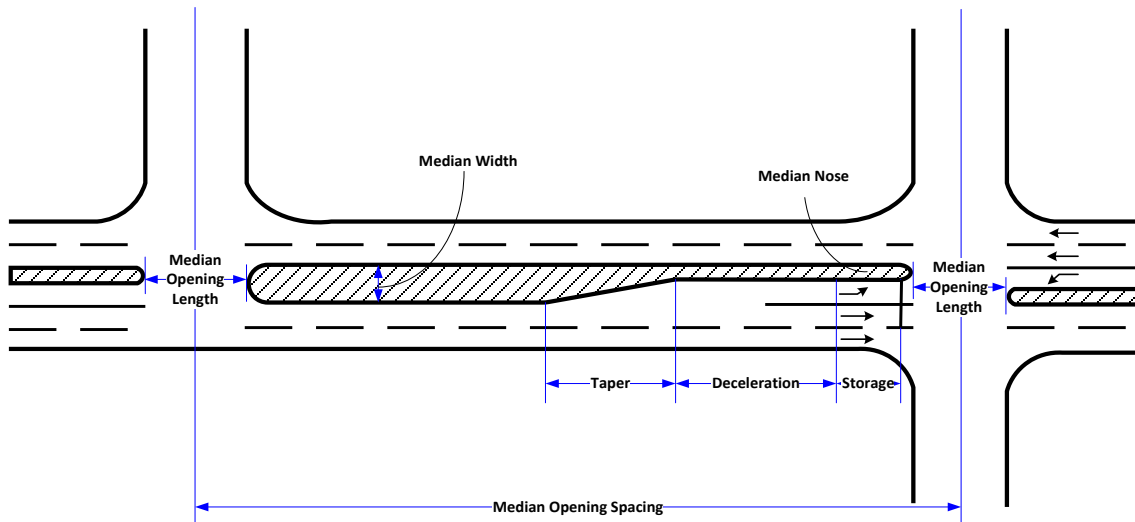 Median Width
Median Nose
Median
Opening
Length
Median
Opening
Length
Taper
Deceleration
Storage
Median Opening Spacing